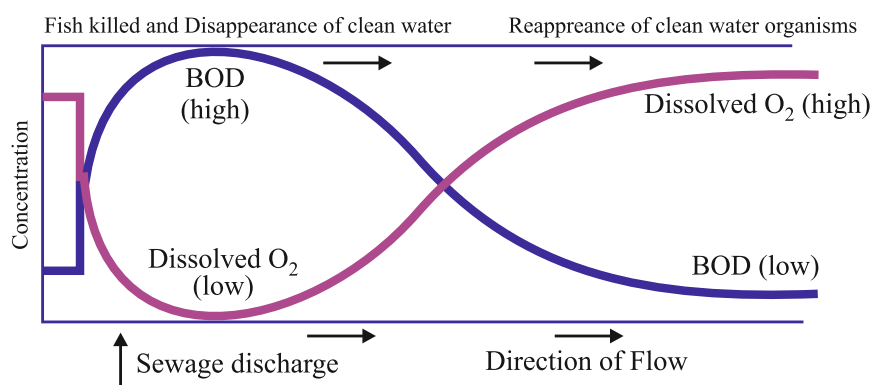 Fish killed and Disappearance of clean water
Reappreance of clean water organisms
BOD
(high)
Dissolved O₂ (high)
Concentration
Dissolved O₂
(low)
BOD (low)
Sewage discharge
Direction of Flow